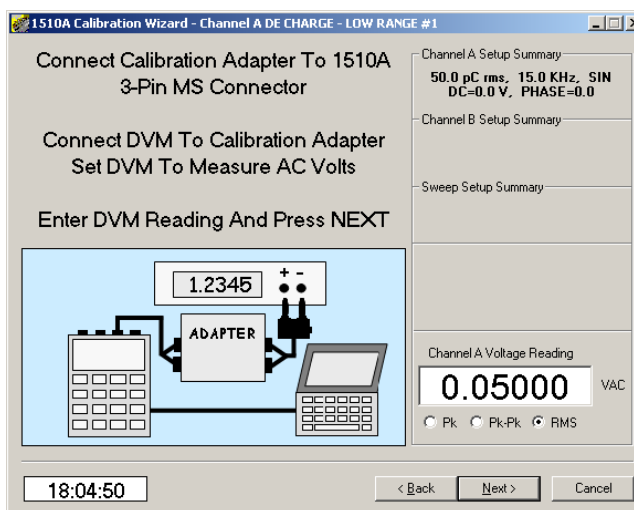 1510A Calibration Wizard - Channel A DE CHARGE - LOW RANGE #1
Connect Calibration Adapter To 1510A
3-Pin MS Connector
Connect DVM To Calibration Adapter
Set DVM To Measure AC Volts
Enter DVM Reading And Press NEXT
1.2345
+ -
ADAPTER
Channel A Setup Summary
50.0 pC rms, 15.0 KHz, SIN
DC=0.0 V, PHASE=0.0
Channel B Setup Summary
Sweep Setup Summary
Channel A Voltage Reading
0.05000 VAC
Pk Pk-Pk RMS
18:04:50
< Back Next > Cancel